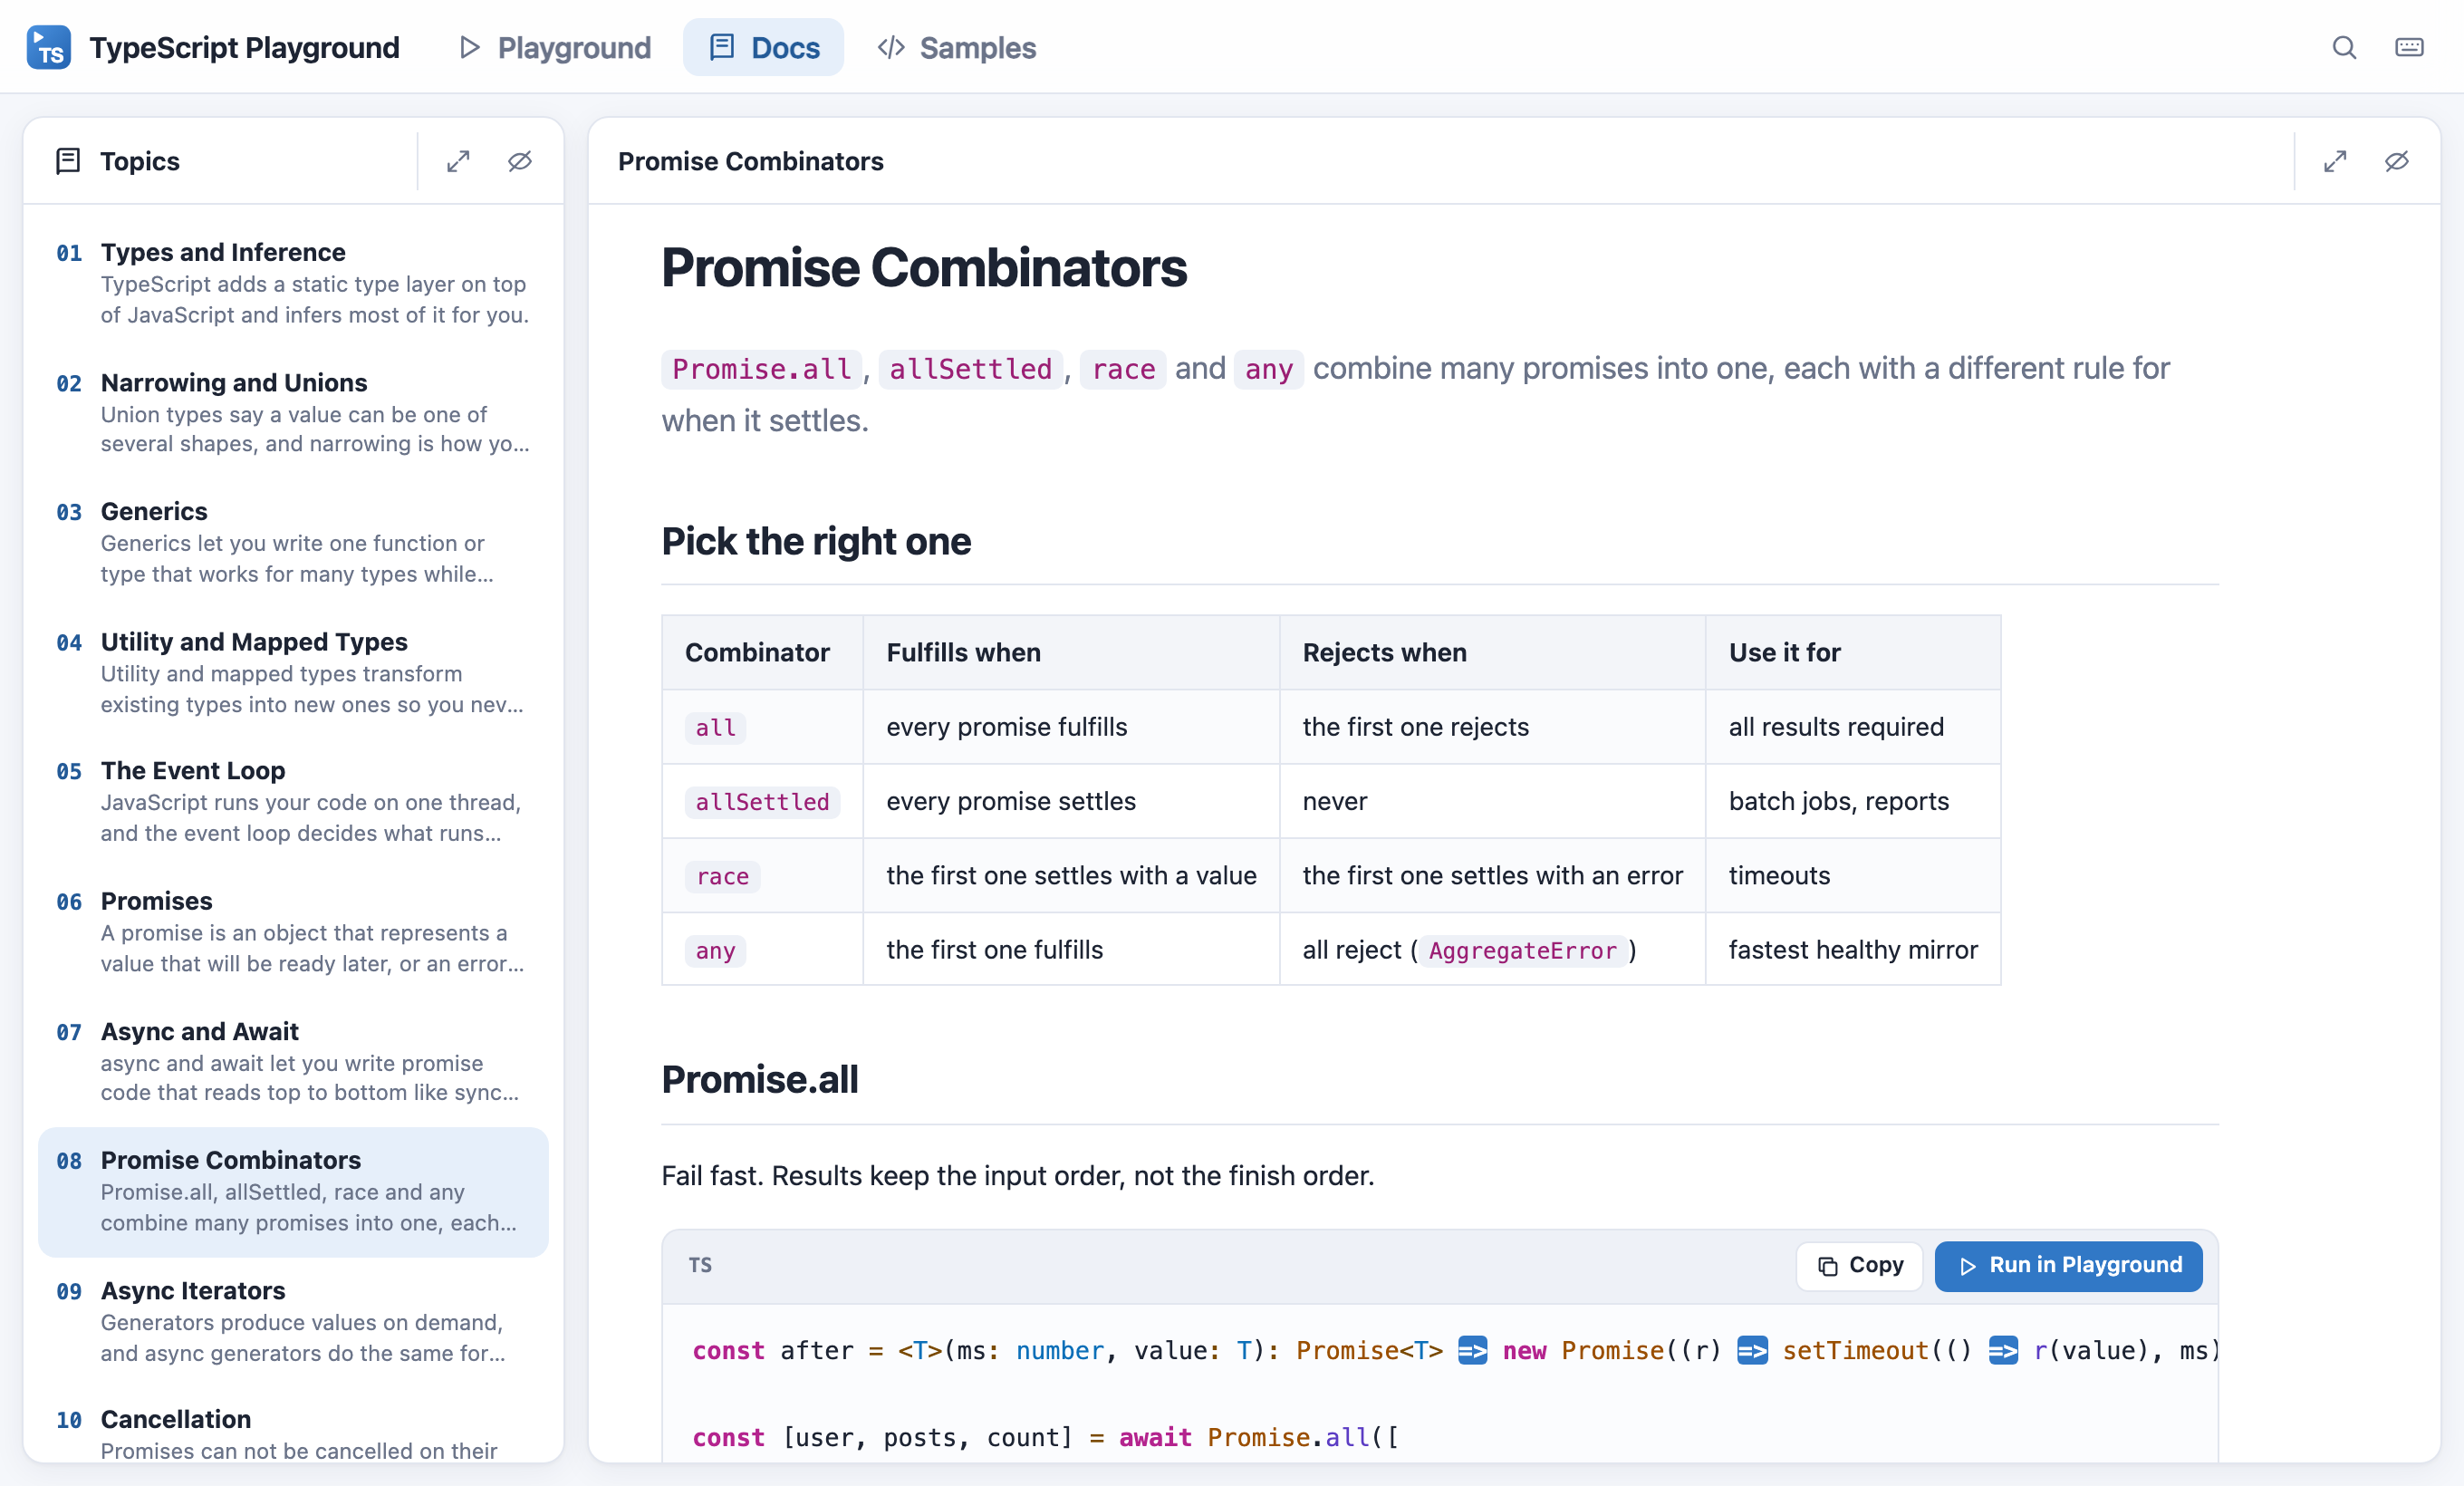 TS TypeScript Playground Playground Docs Samples
Topics
01 Types and Inference
TypeScript adds a static type layer on top
of JavaScript and infers most of it for you.
02 Narrowing and Unions
Union types say a value can be one of
several shapes, and narrowing is how yo...
03 Generics
Generics let you write one function or
type that works for many types while...
04 Utility and Mapped Types
Utility and mapped types transform
existing types into new ones so you nev...
05 The Event Loop
JavaScript runs your code on one thread,
and the event loop decides what runs...
06 Promises
A promise is an object that represents a
value that will be ready later, or an error...
07 Async and Await
async and await let you write promise
code that reads top to bottom like sync...
08 Promise Combinators
Promise.all, allSettled, race and any
combine many promises into one, each...
09 Async Iterators
Generators produce values on demand,
and async generators do the same for...
10 Cancellation
Promises can not be cancelled on their
Promise Combinators
Promise Combinators
Promise.all, allSettled, race and any combine many promises into one, each with a different rule for
when it settles.
Pick the right one
Combinator Fulfills when Rejects when Use it for
all every promise fulfills the first one rejects all results required
allSettled every promise settles never batch jobs, reports
race the first one settles with a value the first one settles with an error timeouts
any the first one fulfills all reject (AggregateError) fastest healthy mirror
Promise.all
Fail fast. Results keep the input order, not the finish order.
TS Copy Run in Playground
const after = <T>(ms: number, value: T): Promise<T> => new Promise((r) => setTimeout(() => r(value), ms)
const [user, posts, count] = await Promise.all([